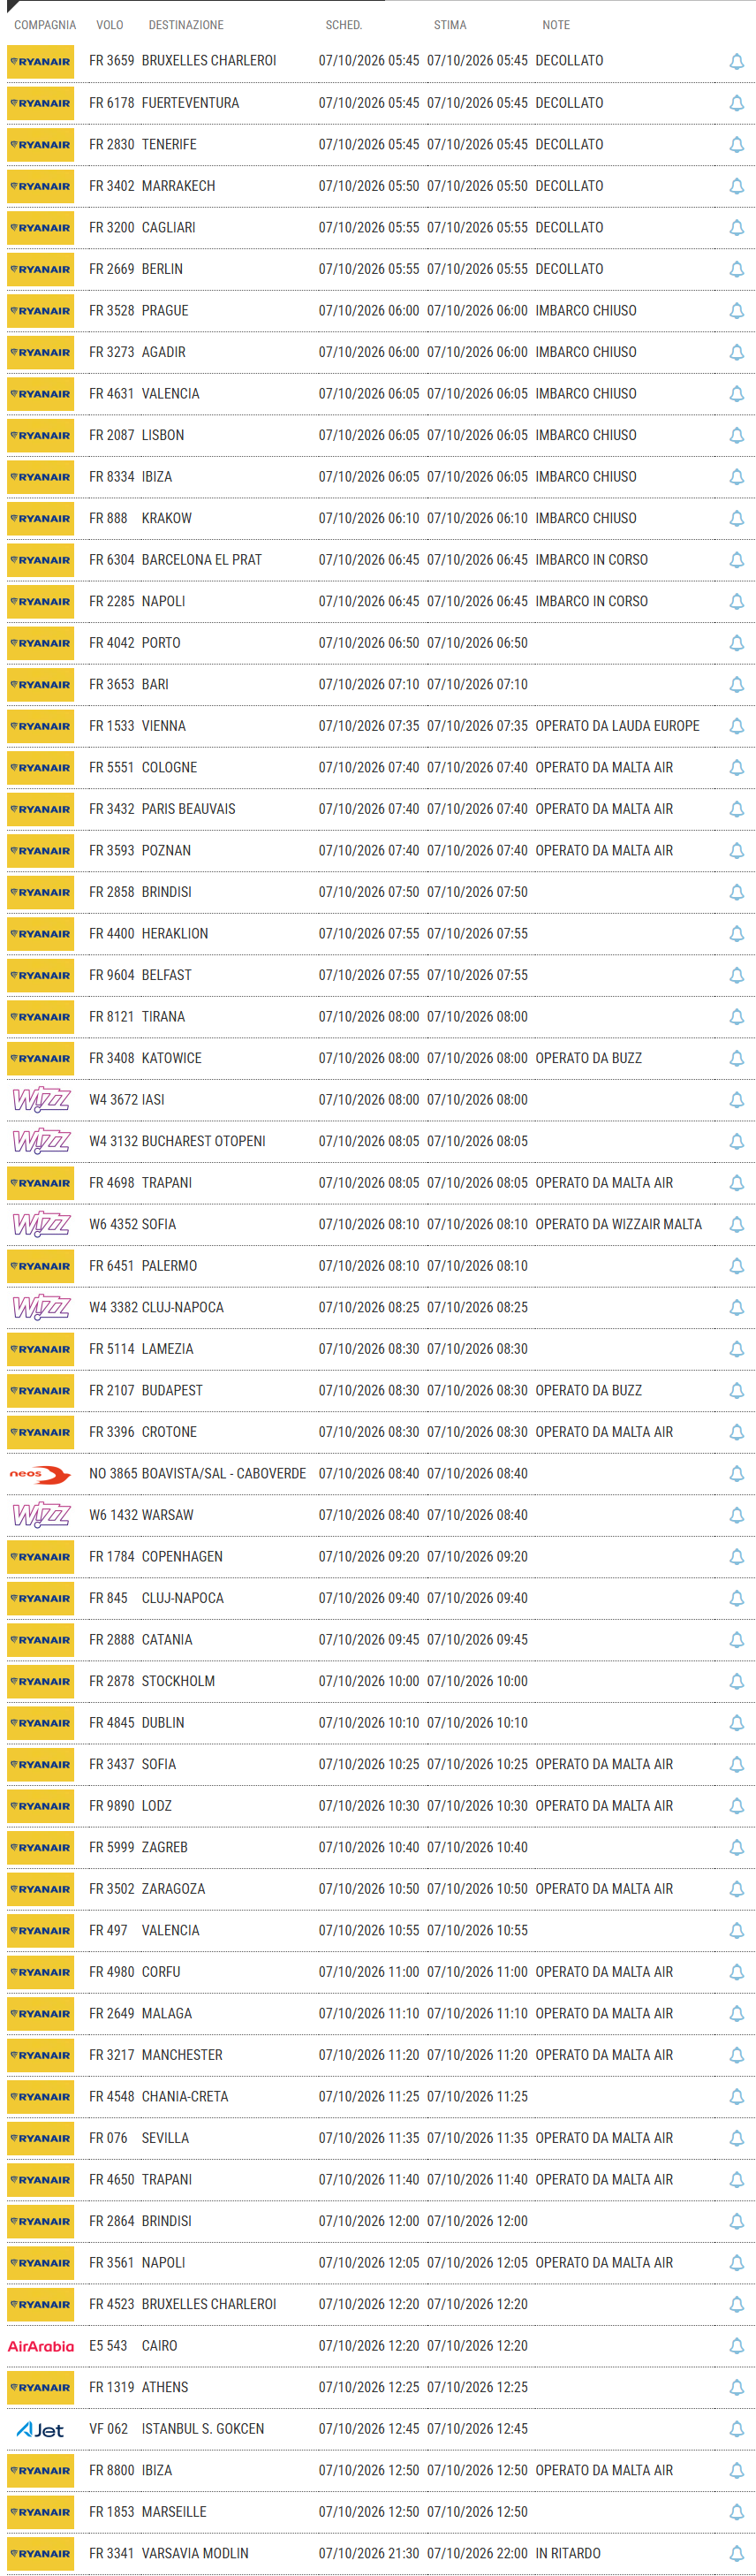 COMPAGNIA VOLO DESTINAZIONE SCHED. STIMA NOTE
RYANAIR FR 3659 BRUXELLES CHARLEROI 07/10/2026 05:45 07/10/2026 05:45 DECOLLATO
RYANAIR FR 6178 FUERTEVENTURA 07/10/2026 05:45 07/10/2026 05:45 DECOLLATO
RYANAIR FR 2830 TENERIFE 07/10/2026 05:45 07/10/2026 05:45 DECOLLATO
RYANAIR FR 3402 MARRAKECH 07/10/2026 05:50 07/10/2026 05:50 DECOLLATO
RYANAIR FR 3200 CAGLIARI 07/10/2026 05:55 07/10/2026 05:55 DECOLLATO
RYANAIR FR 2669 BERLIN 07/10/2026 05:55 07/10/2026 05:55 DECOLLATO
RYANAIR FR 3528 PRAGUE 07/10/2026 06:00 07/10/2026 06:00 IMBARCO CHIUSO
RYANAIR FR 3273 AGADIR 07/10/2026 06:00 07/10/2026 06:00 IMBARCO CHIUSO
RYANAIR FR 4631 VALENCIA 07/10/2026 06:05 07/10/2026 06:05 IMBARCO CHIUSO
RYANAIR FR 2087 LISBON 07/10/2026 06:05 07/10/2026 06:05 IMBARCO CHIUSO
RYANAIR FR 8334 IBIZA 07/10/2026 06:05 07/10/2026 06:05 IMBARCO CHIUSO
RYANAIR FR 888 KRAKOW 07/10/2026 06:10 07/10/2026 06:10 IMBARCO CHIUSO
RYANAIR FR 6304 BARCELONA EL PRAT 07/10/2026 06:45 07/10/2026 06:45 IMBARCO IN CORSO
RYANAIR FR 2285 NAPOLI 07/10/2026 06:45 07/10/2026 06:45 IMBARCO IN CORSO
RYANAIR FR 4042 PORTO 07/10/2026 06:50 07/10/2026 06:50
RYANAIR FR 3653 BARI 07/10/2026 07:10 07/10/2026 07:10
RYANAIR FR 1533 VIENNA 07/10/2026 07:35 07/10/2026 07:35 OPERATO DA LAUDA EUROPE
RYANAIR FR 5551 COLOGNE 07/10/2026 07:40 07/10/2026 07:40 OPERATO DA MALTA AIR
RYANAIR FR 3432 PARIS BEAUVAIS 07/10/2026 07:40 07/10/2026 07:40 OPERATO DA MALTA AIR
RYANAIR FR 3593 POZNAN 07/10/2026 07:40 07/10/2026 07:40 OPERATO DA MALTA AIR
RYANAIR FR 2858 BRINDISI 07/10/2026 07:50 07/10/2026 07:50
RYANAIR FR 4400 HERAKLION 07/10/2026 07:55 07/10/2026 07:55
RYANAIR FR 9604 BELFAST 07/10/2026 07:55 07/10/2026 07:55
RYANAIR FR 8121 TIRANA 07/10/2026 08:00 07/10/2026 08:00
RYANAIR FR 3408 KATOWICE 07/10/2026 08:00 07/10/2026 08:00 OPERATO DA BUZZ
WIZZ W4 3672 IASI 07/10/2026 08:00 07/10/2026 08:00
WIZZ W4 3132 BUCHAREST OTOPENI 07/10/2026 08:05 07/10/2026 08:05
RYANAIR FR 4698 TRAPANI 07/10/2026 08:05 07/10/2026 08:05 OPERATO DA MALTA AIR
WIZZ W6 4352 SOFIA 07/10/2026 08:10 07/10/2026 08:10 OPERATO DA WIZZAIR MALTA
RYANAIR FR 6451 PALERMO 07/10/2026 08:10 07/10/2026 08:10
WIZZ W4 3382 CLUJ-NAPOCA 07/10/2026 08:25 07/10/2026 08:25
RYANAIR FR 5114 LAMEZIA 07/10/2026 08:30 07/10/2026 08:30
RYANAIR FR 2107 BUDAPEST 07/10/2026 08:30 07/10/2026 08:30 OPERATO DA BUZZ
RYANAIR FR 3396 CROTONE 07/10/2026 08:30 07/10/2026 08:30 OPERATO DA MALTA AIR
neos NO 3865 BOAVISTA/SAL - CABOVERDE 07/10/2026 08:40 07/10/2026 08:40
WIZZ W6 1432 WARSAW 07/10/2026 08:40 07/10/2026 08:40
RYANAIR FR 1784 COPENHAGEN 07/10/2026 09:20 07/10/2026 09:20
RYANAIR FR 845 CLUJ-NAPOCA 07/10/2026 09:40 07/10/2026 09:40
RYANAIR FR 2888 CATANIA 07/10/2026 09:45 07/10/2026 09:45
RYANAIR FR 2878 STOCKHOLM 07/10/2026 10:00 07/10/2026 10:00
RYANAIR FR 4845 DUBLIN 07/10/2026 10:10 07/10/2026 10:10
RYANAIR FR 3437 SOFIA 07/10/2026 10:25 07/10/2026 10:25 OPERATO DA MALTA AIR
RYANAIR FR 9890 LODZ 07/10/2026 10:30 07/10/2026 10:30 OPERATO DA MALTA AIR
RYANAIR FR 5999 ZAGREB 07/10/2026 10:40 07/10/2026 10:40
RYANAIR FR 3502 ZARAGOZA 07/10/2026 10:50 07/10/2026 10:50 OPERATO DA MALTA AIR
RYANAIR FR 497 VALENCIA 07/10/2026 10:55 07/10/2026 10:55
RYANAIR FR 4980 CORFU 07/10/2026 11:00 07/10/2026 11:00 OPERATO DA MALTA AIR
RYANAIR FR 2649 MALAGA 07/10/2026 11:10 07/10/2026 11:10 OPERATO DA MALTA AIR
RYANAIR FR 3217 MANCHESTER 07/10/2026 11:20 07/10/2026 11:20 OPERATO DA MALTA AIR
RYANAIR FR 4548 CHANIA-CRETA 07/10/2026 11:25 07/10/2026 11:25
RYANAIR FR 076 SEVILLA 07/10/2026 11:35 07/10/2026 11:35 OPERATO DA MALTA AIR
RYANAIR FR 4650 TRAPANI 07/10/2026 11:40 07/10/2026 11:40 OPERATO DA MALTA AIR
RYANAIR FR 2864 BRINDISI 07/10/2026 12:00 07/10/2026 12:00
RYANAIR FR 3561 NAPOLI 07/10/2026 12:05 07/10/2026 12:05 OPERATO DA MALTA AIR
RYANAIR FR 4523 BRUXELLES CHARLEROI 07/10/2026 12:20 07/10/2026 12:20
AirArabia E5 543 CAIRO 07/10/2026 12:20 07/10/2026 12:20
RYANAIR FR 1319 ATHENS 07/10/2026 12:25 07/10/2026 12:25
AJet VF 062 ISTANBUL S. GOKCEN 07/10/2026 12:45 07/10/2026 12:45
RYANAIR FR 8800 IBIZA 07/10/2026 12:50 07/10/2026 12:50 OPERATO DA MALTA AIR
RYANAIR FR 1853 MARSEILLE 07/10/2026 12:50 07/10/2026 12:50
RYANAIR FR 3341 VARSAVIA MODLIN 07/10/2026 21:30 07/10/2026 22:00 IN RITARDO